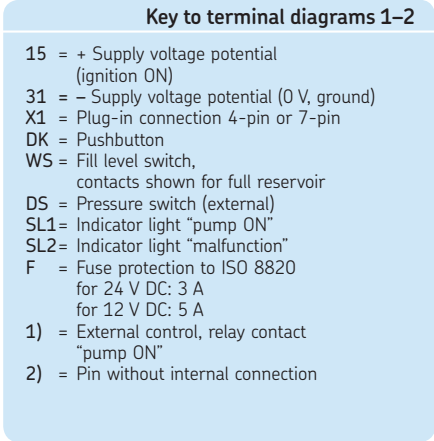 Key to terminal diagrams 1–2
15 = + Supply voltage potential
(ignition ON)
31 = – Supply voltage potential (0 V, ground)
X1 = Plug-in connection 4-pin or 7-pin
DK = Pushbutton
WS = Fill level switch,
contacts shown for full reservoir
DS = Pressure switch (external)
SL1= Indicator light “pump ON”
SL2= Indicator light “malfunction”
F = Fuse protection to ISO 8820
for 24 V DC: 3 A
for 12 V DC: 5 A
1) = External control, relay contact
“pump ON”
2) = Pin without internal connection